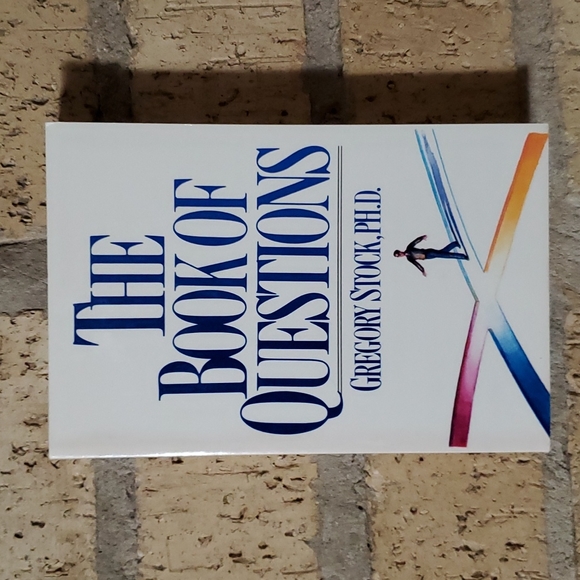 THE
BOOK OF
QUESTIONS
GREGORY STOCK, PH.D.